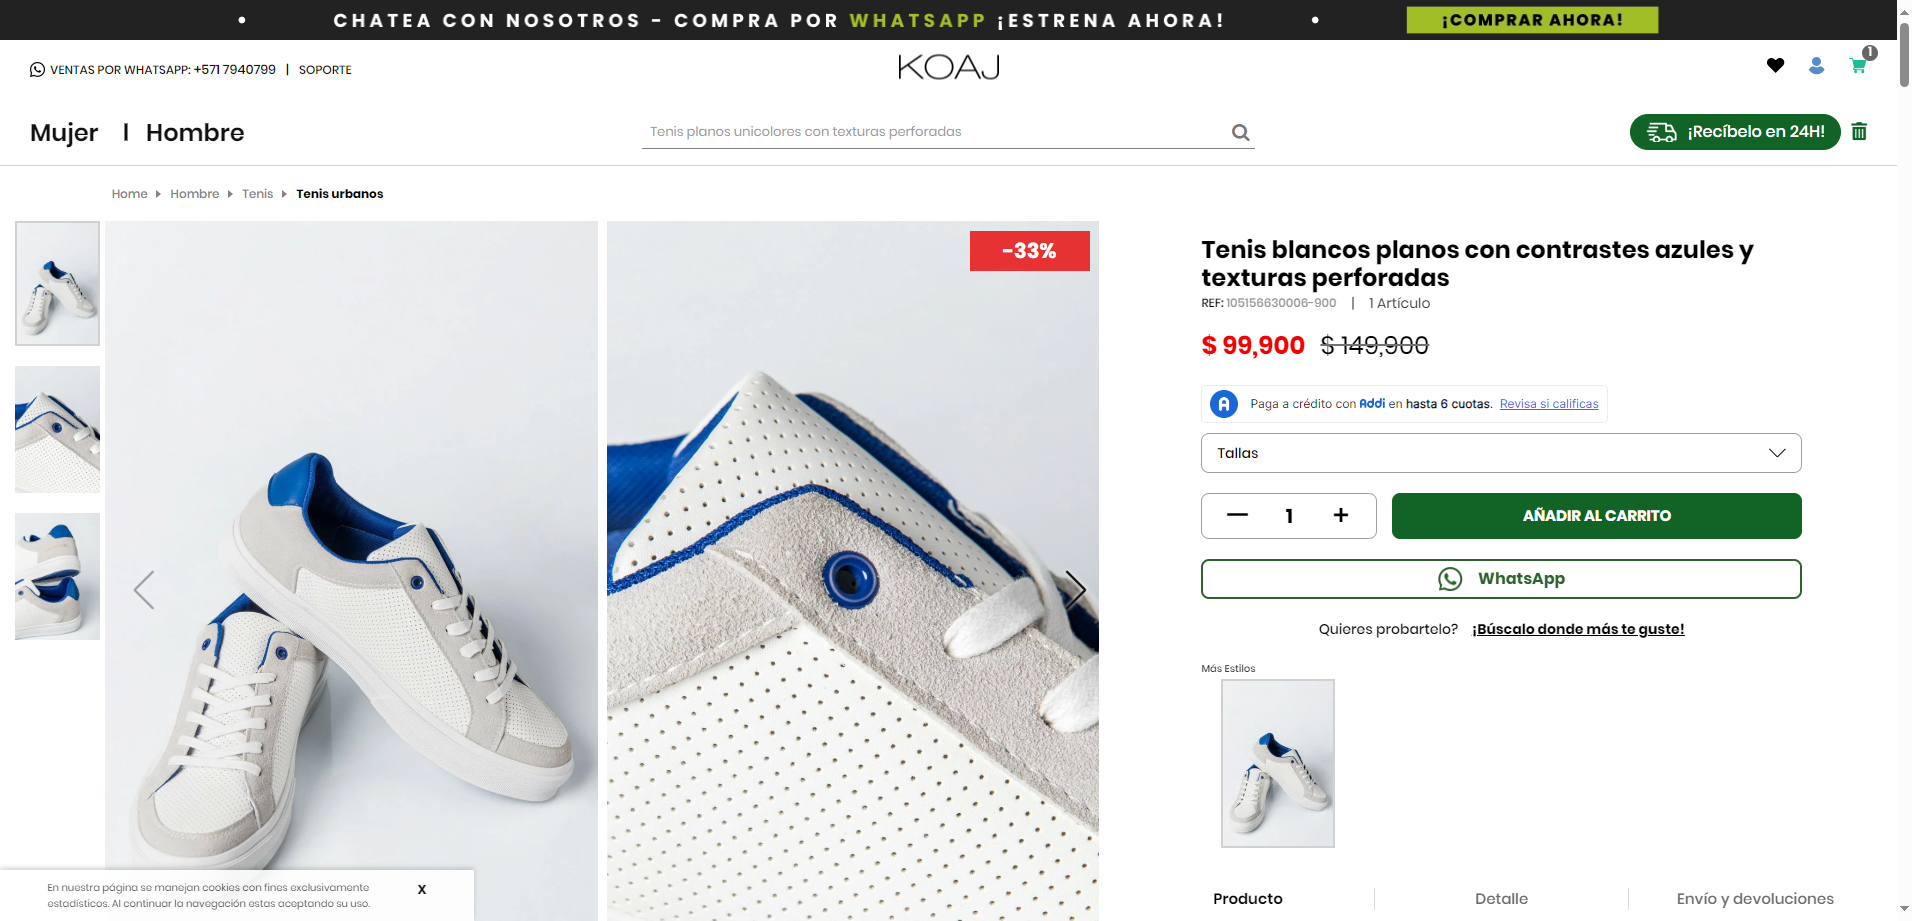 CHATEA CON NOSOTROS - COMPRA POR WHATSAPP ¡ESTRENA AHORA!
¡COMPRAR AHORA!
VENTAS POR WHATSAPP: +571 7940799 | SOPORTE
KOAJ
1
Mujer | Hombre
Tenis planos unicolores con texturas perforadas
¡Recíbelo en 24H!
Home Hombre Tenis Tenis urbanos
-33%
Tenis blancos planos con contrastes azules y
texturas perforadas
REF: 105156630006-900 | 1 Artículo
$ 99,900 $ 149,900
Paga a crédito con Addi en hasta 6 cuotas. Revisa si calificas
Tallas
— 1 +
AÑADIR AL CARRITO
WhatsApp
Quieres probartelo? ¡Búscalo donde más te guste!
Más Estilos
Producto
Detalle
Envío y devoluciones
En nuestra página se manejan cookies con fines exclusivamente
estadísticos. Al continuar la navegación estas aceptando su uso.
X